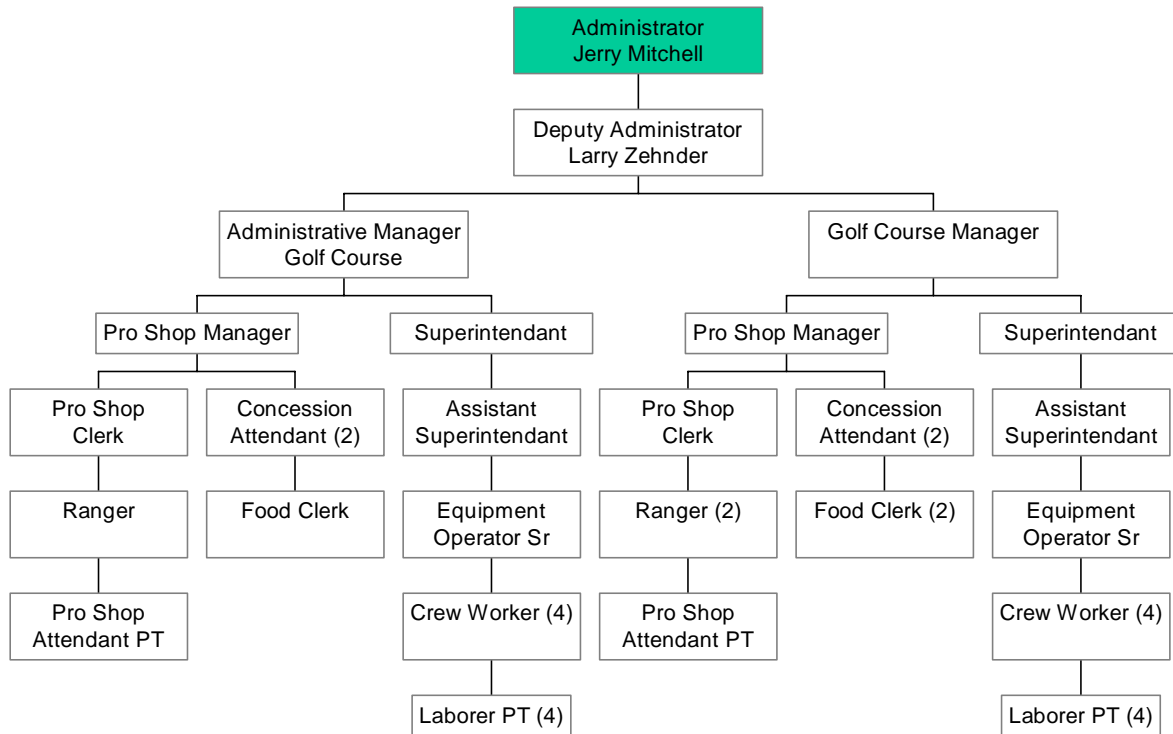 Administrator
Jerry Mitchell
Deputy Administrator
Larry Zehnder
Administrative Manager
Golf Course
Golf Course Manager
Pro Shop Manager
Superintendant
Pro Shop Manager
Superintendant
Pro Shop
Clerk
Concession
Attendant (2)
Assistant
Superintendant
Pro Shop
Clerk
Concession
Attendant (2)
Assistant
Superintendant
Ranger
Food Clerk
Equipment
Operator Sr
Ranger (2)
Food Clerk (2)
Equipment
Operator Sr
Pro Shop
Attendant PT
Crew Worker (4)
Pro Shop
Attendant PT
Crew Worker (4)
Laborer PT (4)
Laborer PT (4)